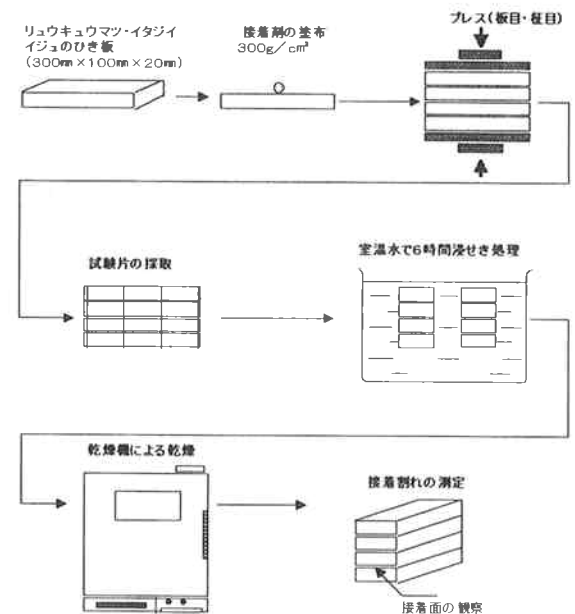 リュウキュウマツ・イタジイ
イジュのひき板
(300mm×100mm×20mm)
接着剤の塗布
300g/cm²
プレス(板目・柾目)
試験片の採取
室温水で6時間浸せき処理
乾燥機による乾燥
接着割れの測定
接着面の観察